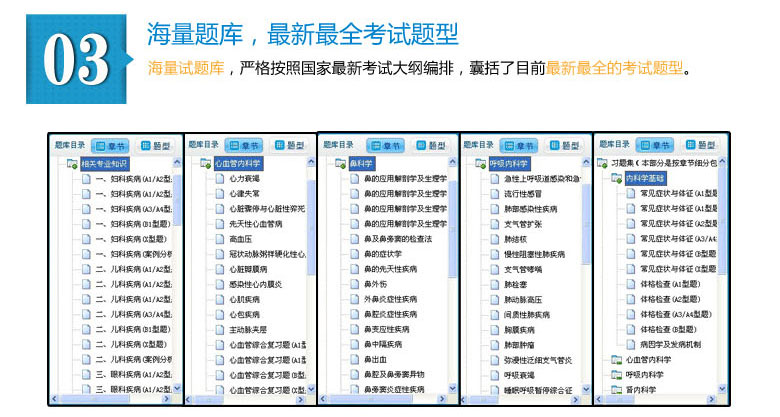 03
海量题库，最新最全考试题型
海量试题库，严格按照国家最新考试大纲编排，囊括了目前最新最全的考试题型。
题库目录 章节 题型
相关专业知识
一、妇科疾病(A1/A2型
一、妇科疾病(A1/A2型
一、妇科疾病(A3/A4型
一、妇科疾病(B1型题)
一、妇科疾病(X型题)
一、妇科疾病(案例分析
二、儿科疾病(A1/A2型
二、儿科疾病(A1/A2型
二、儿科疾病(A1/A2型
二、儿科疾病(A3/A4型
二、儿科疾病(B1型题)
二、儿科疾病(X型题)
二、儿科疾病(案例分析
三、眼科疾病(A1/A2型
三、眼科疾病(A1/A2型
题库目录 章节 题型
心血管内科学
心力衰竭
心律失常
心脏骤停与心脏性猝死
先天性心血管病
高血压
冠状动脉粥样硬化性心
心脏瓣膜病
感染性心内膜炎
心肌疾病
心包疾病
主动脉夹层
心血管综合复习题(A1型
心血管综合复习题(A1型
心血管综合复习题(B型
心血管综合复习题(X型
题库目录 章节 题型
鼻科学
鼻的应用解剖学及生理学
鼻的应用解剖学及生理学
鼻的应用解剖学及生理学
鼻的应用解剖学及生理学
鼻及鼻旁窦的检查法
鼻的症状学
鼻的先天性疾病
鼻外伤
外鼻炎症性疾病
鼻腔炎症性疾病
鼻变应性疾病
鼻中隔疾病
鼻出血
鼻腔及鼻旁窦异物
鼻旁窦炎症性疾病
题库目录 章节 题型
呼吸内科学
急性上呼吸道感染和急
流行性感冒
肺部感染性疾病
支气管扩张
肺结核
慢性阻塞性肺疾病
支气管哮喘
肺栓塞
肺动脉高压
间质性肺疾病
胸膜疾病
肺部肿瘤
弥漫性泛细支气管炎
呼吸衰竭
睡眠呼吸暂停综合征
题库目录 章节 题型
习题集(本部分是按章节细分包
内科学基础
常见症状与体征(A1型题
常见症状与体征(A1型
常见症状与体征(A2型题
常见症状与体征(A3/A4
常见症状与体征(B型题
常见症状与体征(X型题
体格检查(A1型题)
体格检查(A2型题)
体格检查(A3/A4型题)
体格检查(B型题)
病因学及发病机制
心血管内科学
呼吸内科学
肾内科学